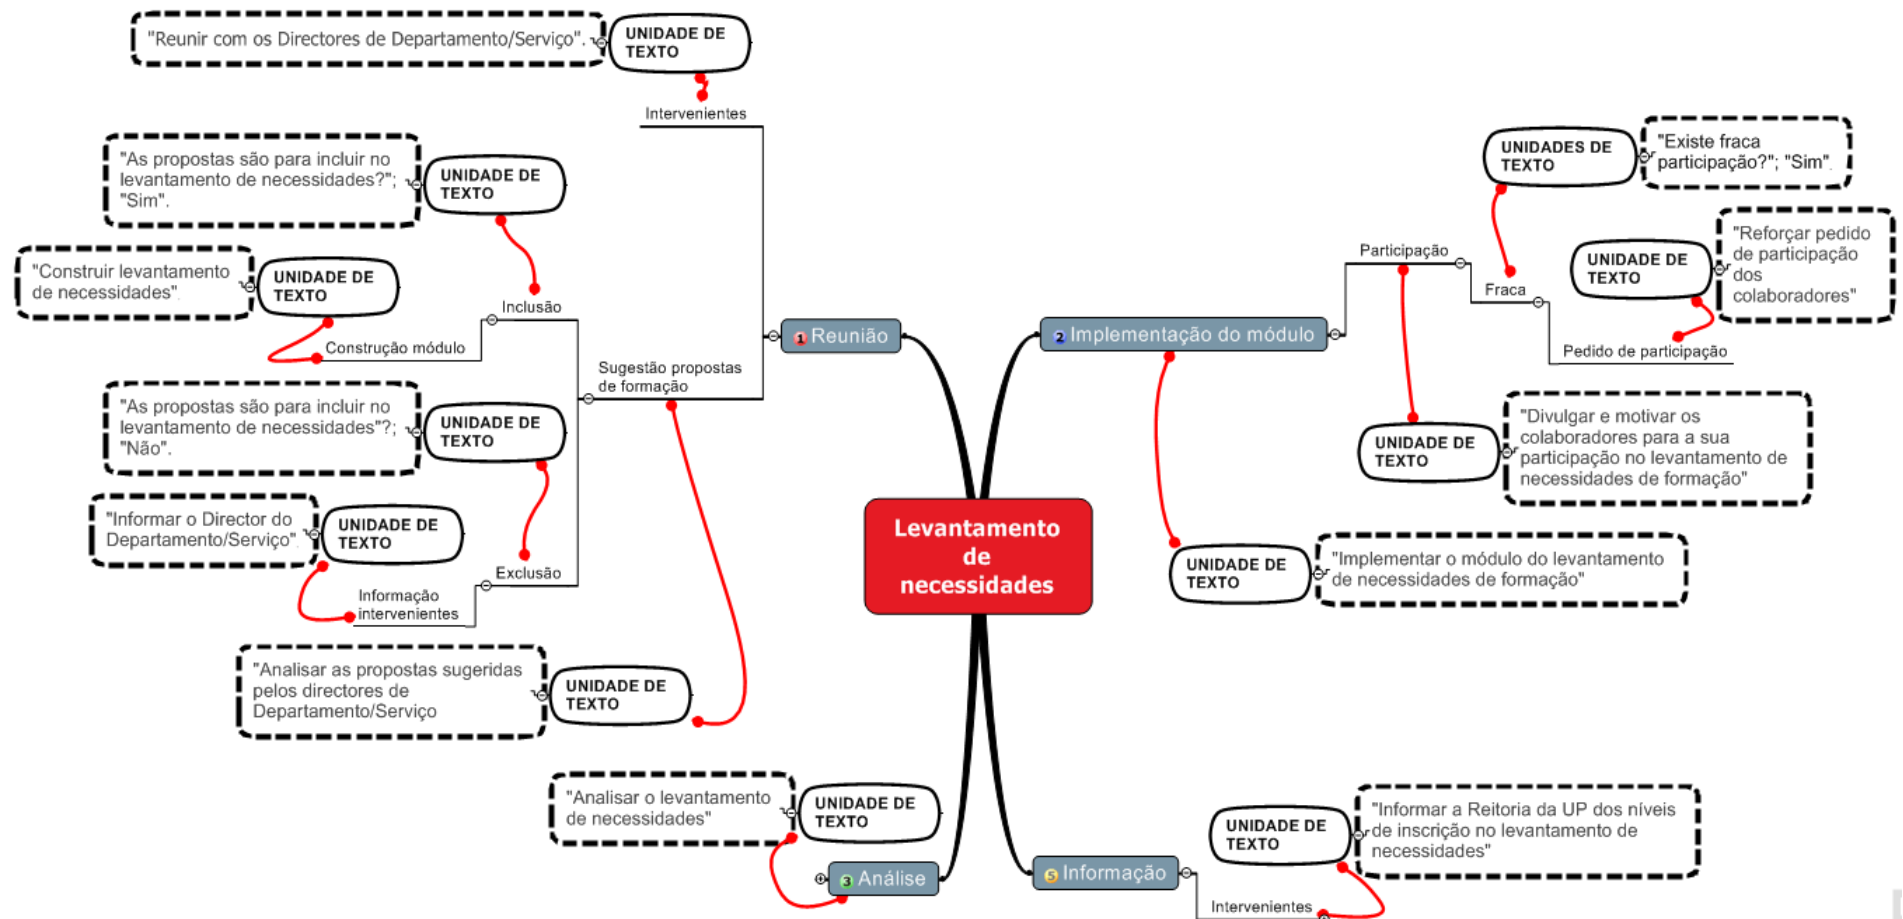 "Reunir com os Directores de Departamento/Serviço".
UNIDADE DE
TEXTO
Intervenientes
"As propostas são para incluir no
levantamento de necessidades?";
"Sim".
UNIDADE DE
TEXTO
Inclusão
"Construir levantamento
de necessidades".
UNIDADE DE
TEXTO
Construção módulo
1 Reunião
Sugestão propostas
de formação
"As propostas são para incluir no
levantamento de necessidades"?;
"Não".
UNIDADE DE
TEXTO
Exclusão
"Informar o Director do
Departamento/Serviço".
UNIDADE DE
TEXTO
Informação
intervenientes
"Analisar as propostas sugeridas
pelos directores de
Departamento/Serviço
UNIDADE DE
TEXTO
Levantamento
de
necessidades
2 Implementação do módulo
Participação
UNIDADES DE
TEXTO
"Existe fraca
participação?"; "Sim".
Fraca
UNIDADE DE
TEXTO
"Reforçar pedido
de participação
dos
colaboradores"
Pedido de participação
UNIDADE DE
TEXTO
"Divulgar e motivar os
colaboradores para a sua
participação no levantamento de
necessidades de formação"
UNIDADE DE
TEXTO
"Implementar o módulo do levantamento
de necessidades de formação"
"Analisar o levantamento
de necessidades"
UNIDADE DE
TEXTO
3 Análise
5 Informação
UNIDADE DE
TEXTO
"Informar a Reitoria da UP dos níveis
de inscrição no levantamento de
necessidades"
Intervenientes